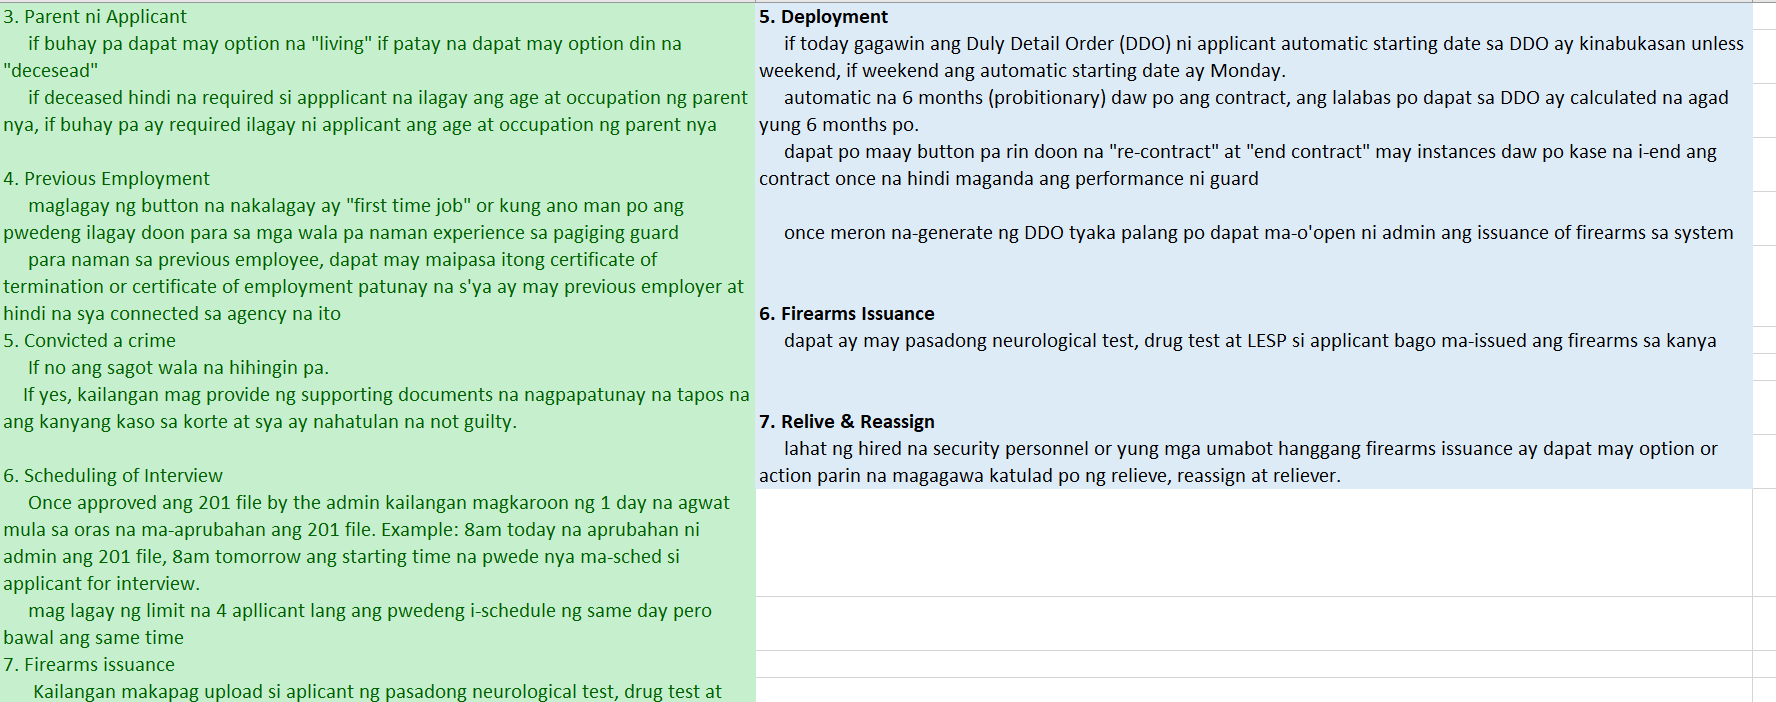 3. Parent ni Applicant
if buhay pa dapat may option na "living" if patay na dapat may option din na
"decesead"
if deceased hindi na required si appplicant na ilagay ang age at occupation ng parent
nya, if buhay pa ay required ilagay ni applicant ang age at occupation ng parent nya
4. Previous Employment
maglagay ng button na nakalagay ay "first time job" or kung ano man po ang
pwedeng ilagay doon para sa mga wala pa naman experience sa pagiging guard
para naman sa previous employee, dapat may maipasa itong certificate of
termination or certificate of employment patunay na s'ya ay may previous employer at
hindi na sya connected sa agency na ito
5. Convicted a crime
If no ang sagot wala na hihingin pa.
If yes, kailangan mag provide ng supporting documents na nagpapatunay na tapos na
ang kanyang kaso sa korte at sya ay nahatulan na not guilty.
6. Scheduling of Interview
Once approved ang 201 file by the admin kailangan magkaroon ng 1 day na agwat
mula sa oras na ma-aprubahan ang 201 file. Example: 8am today na aprubahan ni
admin ang 201 file, 8am tomorrow ang starting time na pwede nya ma-sched si
applicant for interview.
mag lagay ng limit na 4 apllicant lang ang pwedeng i-schedule ng same day pero
bawal ang same time
7. Firearms issuance
Kailangan makapag upload si aplicant ng pasadong neurological test, drug test at
5. Deployment
if today gagawin ang Duly Detail Order (DDO) ni applicant automatic starting date sa DDO ay kinabukasan unless
weekend, if weekend ang automatic starting date ay Monday.
automatic na 6 months (probitionary) daw po ang contract, ang lalabas po dapat sa DDO ay calculated na agad
yung 6 months po.
dapat po maay button pa rin doon na "re-contract" at "end contract" may instances daw po kase na i-end ang
contract once na hindi maganda ang performance ni guard
once meron na-generate ng DDO tyaka palang po dapat ma-o'open ni admin ang issuance of firearms sa system
6. Firearms Issuance
dapat ay may pasadong neurological test, drug test at LESP si applicant bago ma-issued ang firearms sa kanya
7. Relive & Reassign
lahat ng hired na security personnel or yung mga umabot hanggang firearms issuance ay dapat may option or
action parin na magagawa katulad po ng relieve, reassign at reliever.